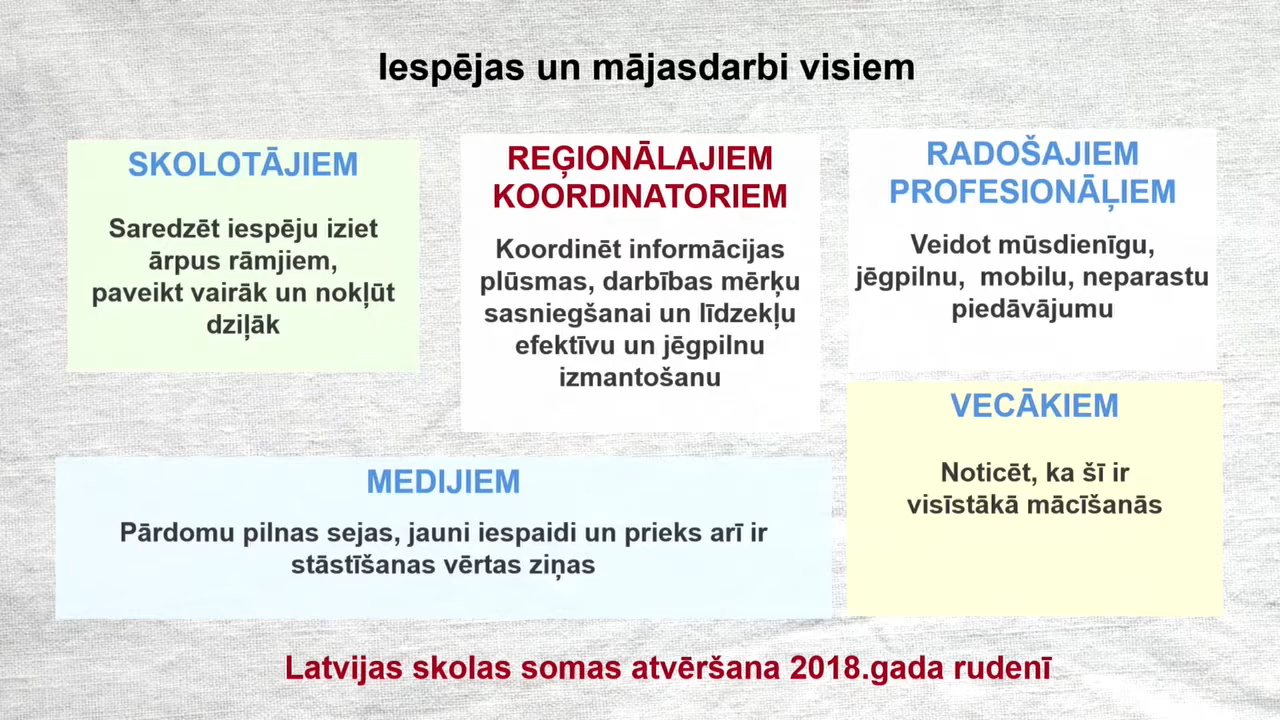 Iespējas un mājasdarbi visiem
SKOLOTĀJIEM
Saredzēt iespēju iziet
ārpus rāmjiem,
paveikt vairāk un nokļūt
dziļāk
REĢIONĀLAJIEM
KOORDINATORIEM
Koordinēt informācijas
plūsmas, darbības mērķu
sasniegšanai un līdzekļu
efektīvu un jēgpilnu
izmantošanu
RADOŠAJIEM
PROFESIONĀĻIEM
Veidot mūsdienīgu,
jēgpilnu, mobilu, neparastu
piedāvājumu
VECĀKIEM
Noticēt, ka šī ir
visīstākā mācīšanās
MEDIJIEM
Pārdomu pilnas sejas, jauni iespaidi un prieks arī ir
stāstīšanas vērtas ziņas
Latvijas skolas somas atvēršana 2018.gada rudenī